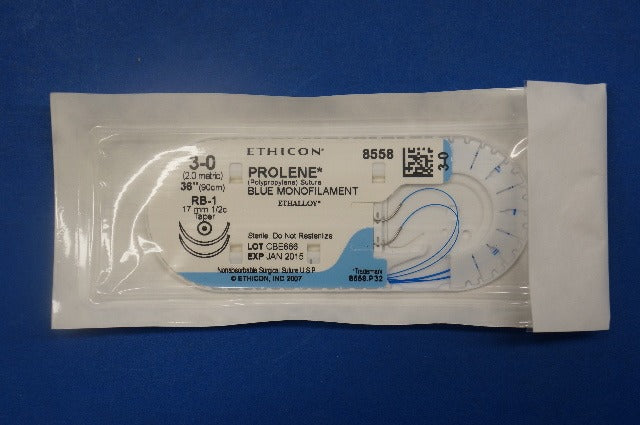 ETHICON*
3-0
(2.0 metric)
36" (90cm)
RB-1
17 mm 1/2c
Taper
PROLENE*
(Polypropylene) Suture
BLUE MONOFILAMENT
ETHALLOY*
8558
3-0
Sterile Do Not Resterilize
LOT CBE666
EXP JAN 2015
Nonabsorbable Surgical Suture U.S.P.
© ETHICON, INC 2007
*Trademark
8558.P32